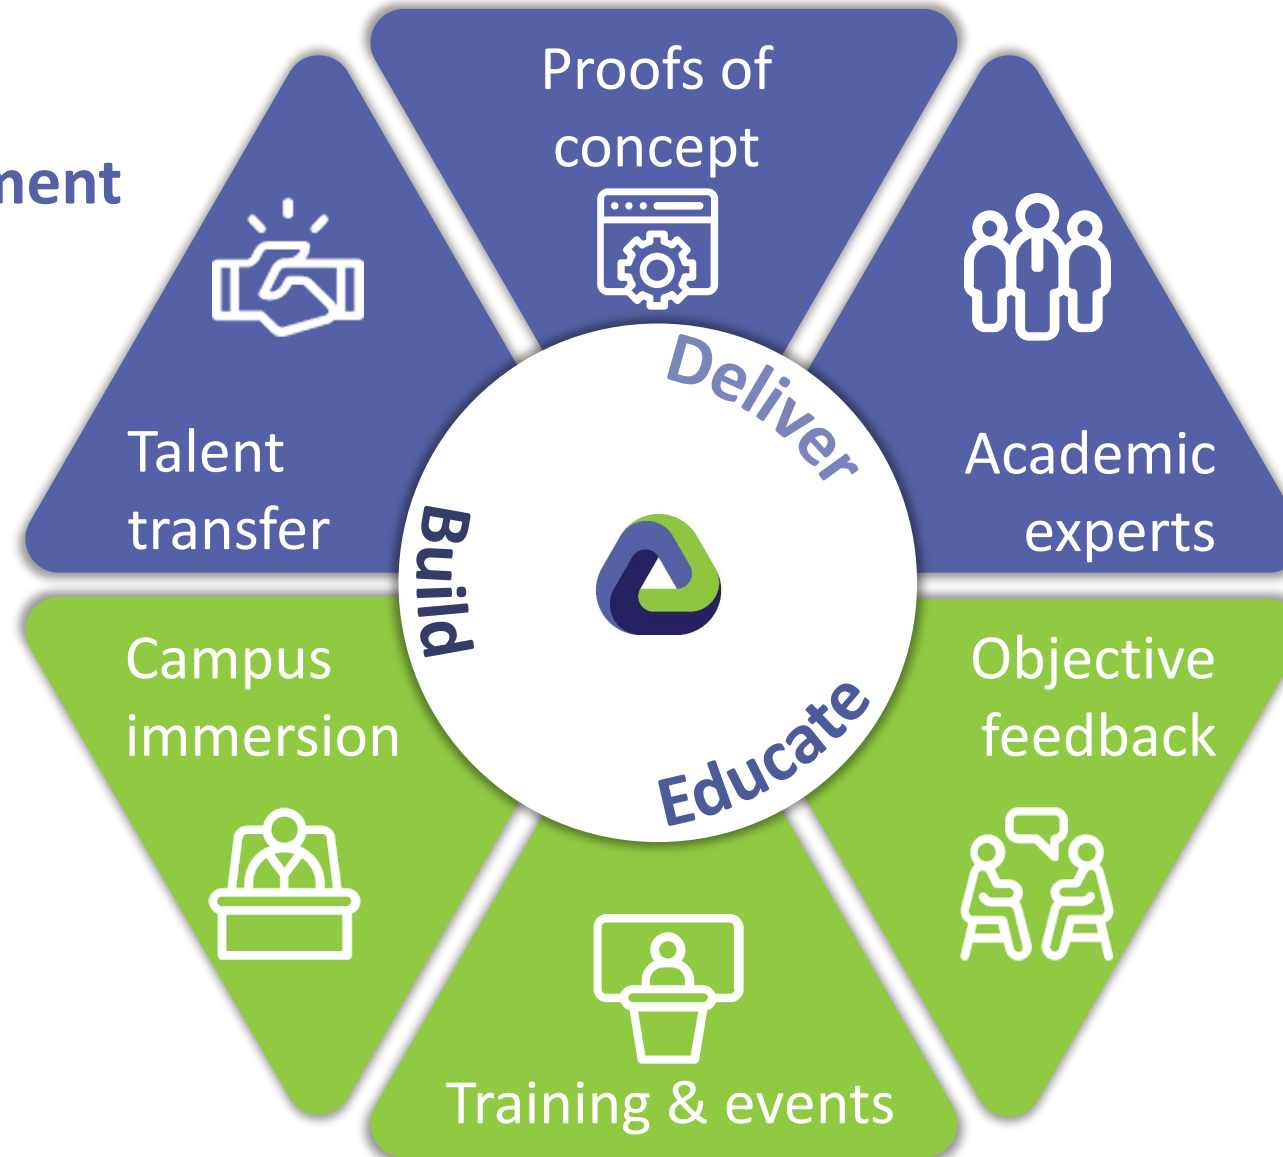 ment
Proofs of
concept
Talent
transfer
Academic
experts
Deliver
Build
Educate
Campus
immersion
Objective
feedback
Training & events